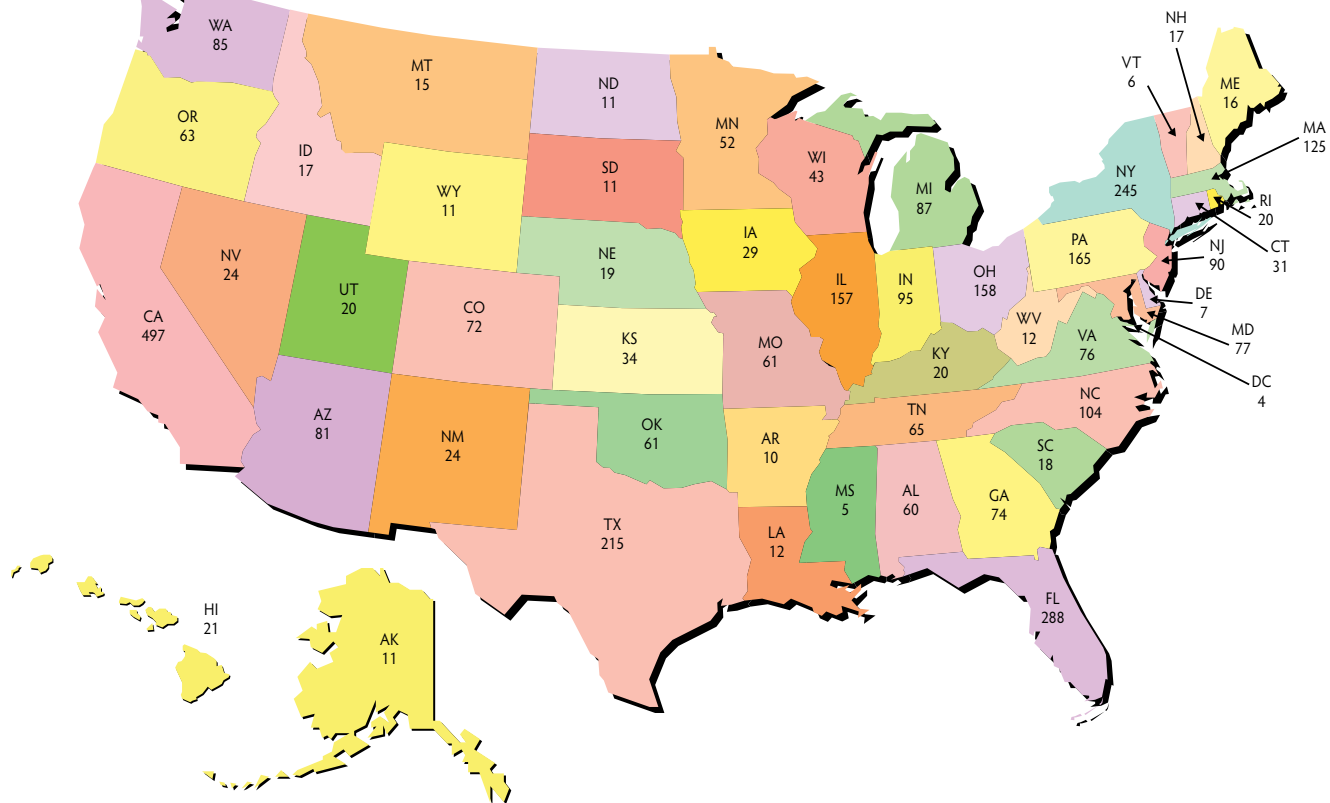 WA
85
OR
63
ID
17
MT
15
ND
11
MN
52
SD
11
WY
11
WI
43
MI
87
NH
17
VT
6
ME
16
MA
125
NY
245
RI
20
CT
31
NJ
90
PA
165
DE
7
MD
77
DC
4
CA
497
NV
24
UT
20
CO
72
NE
19
IA
29
IL
157
IN
95
OH
158
WV
12
VA
76
KY
20
KS
34
MO
61
AZ
81
NM
24
OK
61
AR
10
TN
65
NC
104
SC
18
GA
74
AL
60
MS
5
LA
12
TX
215
FL
288
HI
21
AK
11